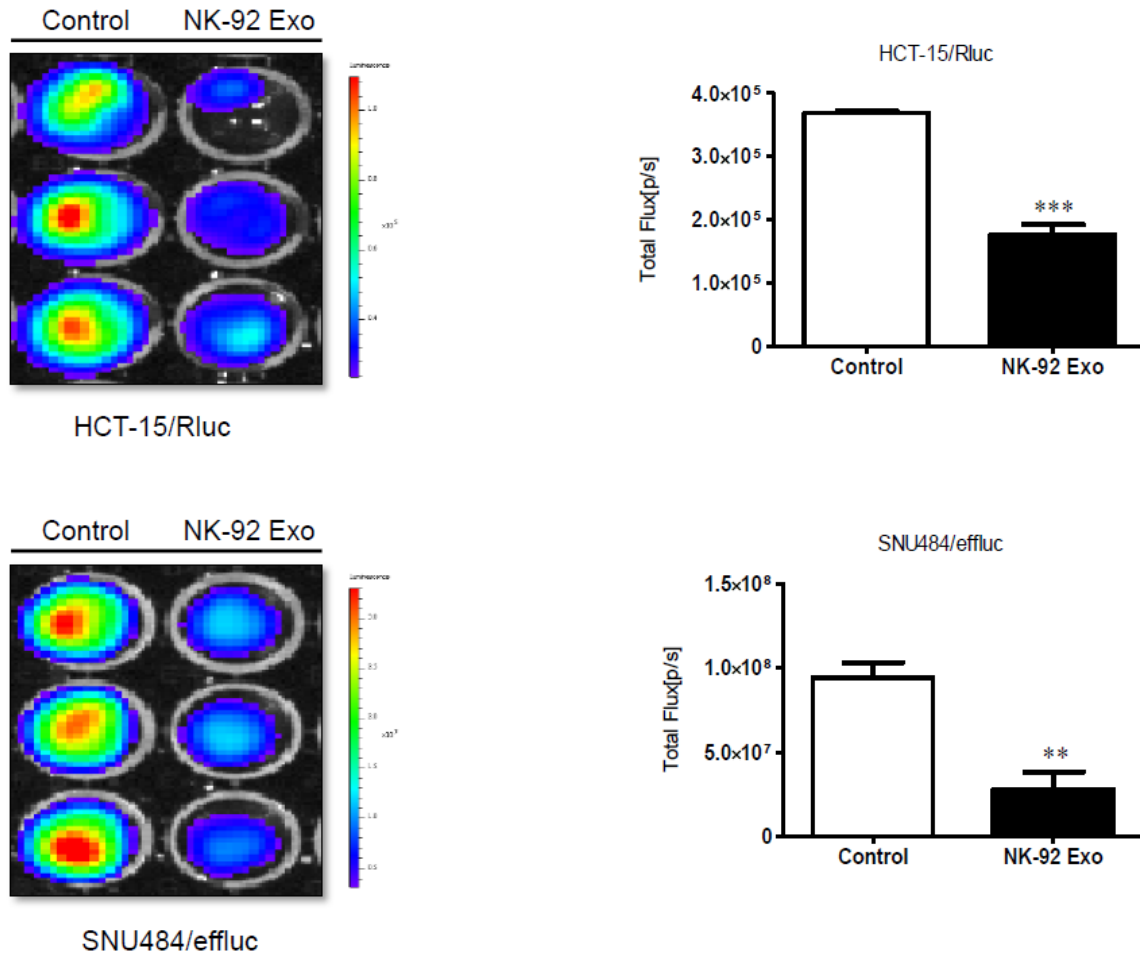 Control NK-92 Exo
HCT-15/Rluc
HCT-15/Rluc
4.0×10⁵
3.0×10⁵
2.0×10⁵
1.0×10⁵
0
Total Flux[p/s]
***
Control NK-92 Exo
Control NK-92 Exo
SNU484/effluc
SNU484/effluc
1.5×10⁸
1.0×10⁸
5.0×10⁷
0
Total Flux[p/s]
**
Control NK-92 Exo